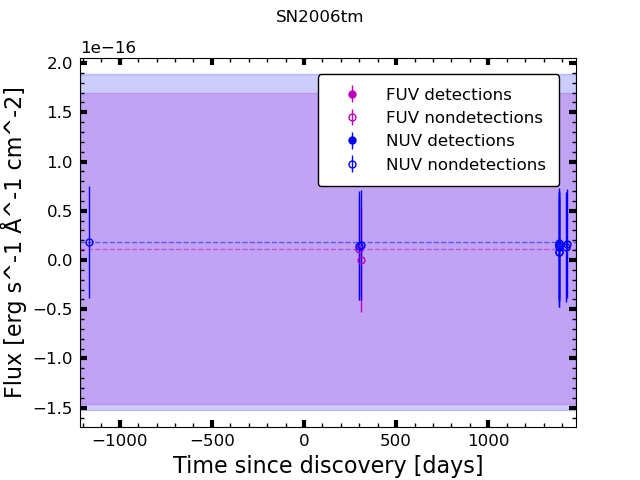 SN2006tm
1e−16
2.0
1.5
1.0
0.5
0.0
−0.5
−1.0
−1.5
Flux [erg s^-1 Å^-1 cm^-2]
FUV detections
FUV nondetections
NUV detections
NUV nondetections
−1000 −500 0 500 1000
Time since discovery [days]